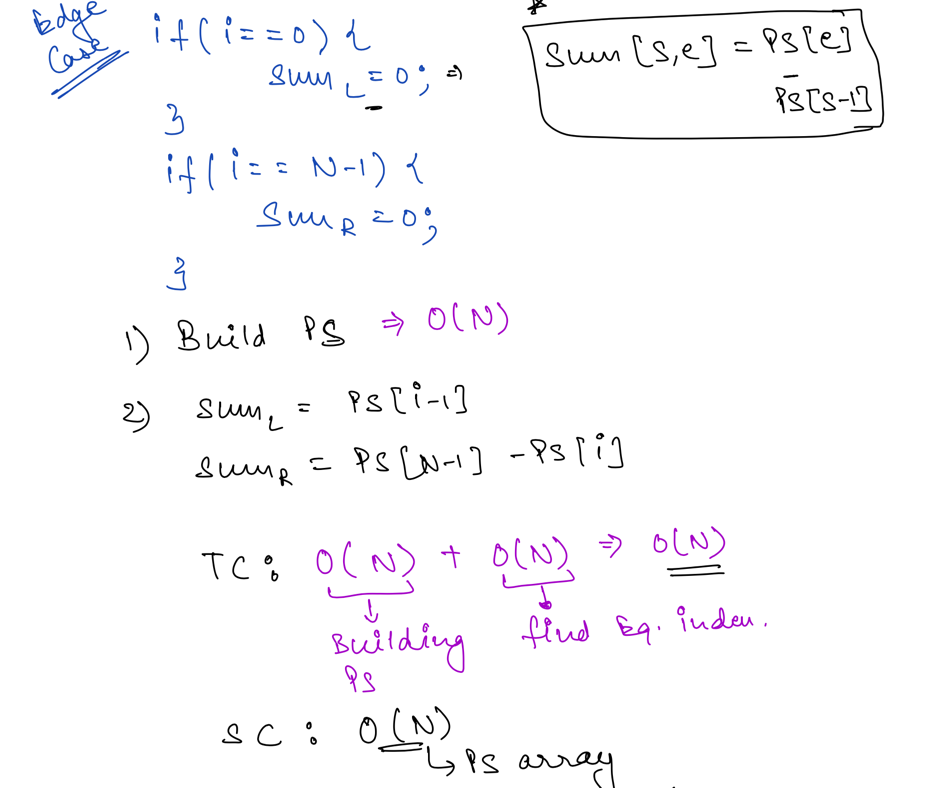 Edge
Case
if(i==0) {
Sum_L = 0; ⇒
}
if(i== N-1) {
Sum_R = 0;
}
*
Sum [S,e] = PS[e]
-
PS[S-1]
1) Build PS ⇒ O(N)
2) Sum_L = PS[i-1]
Sum_R = PS[N-1] - PS[i]
TC: O(N) + O(N) ⇒ O(N)
Building find Eq. index.
PS
SC: O(N)
↳ PS array